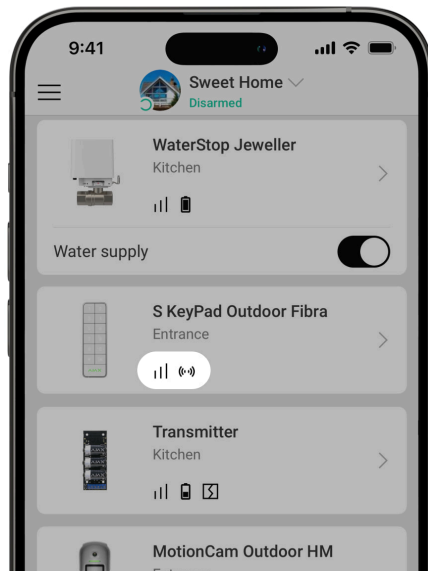 9:41
Sweet Home
Disarmed
WaterStop Jeweller
Kitchen
Water supply
S KeyPad Outdoor Fibra
Entrance
Transmitter
Kitchen
MotionCam Outdoor HM